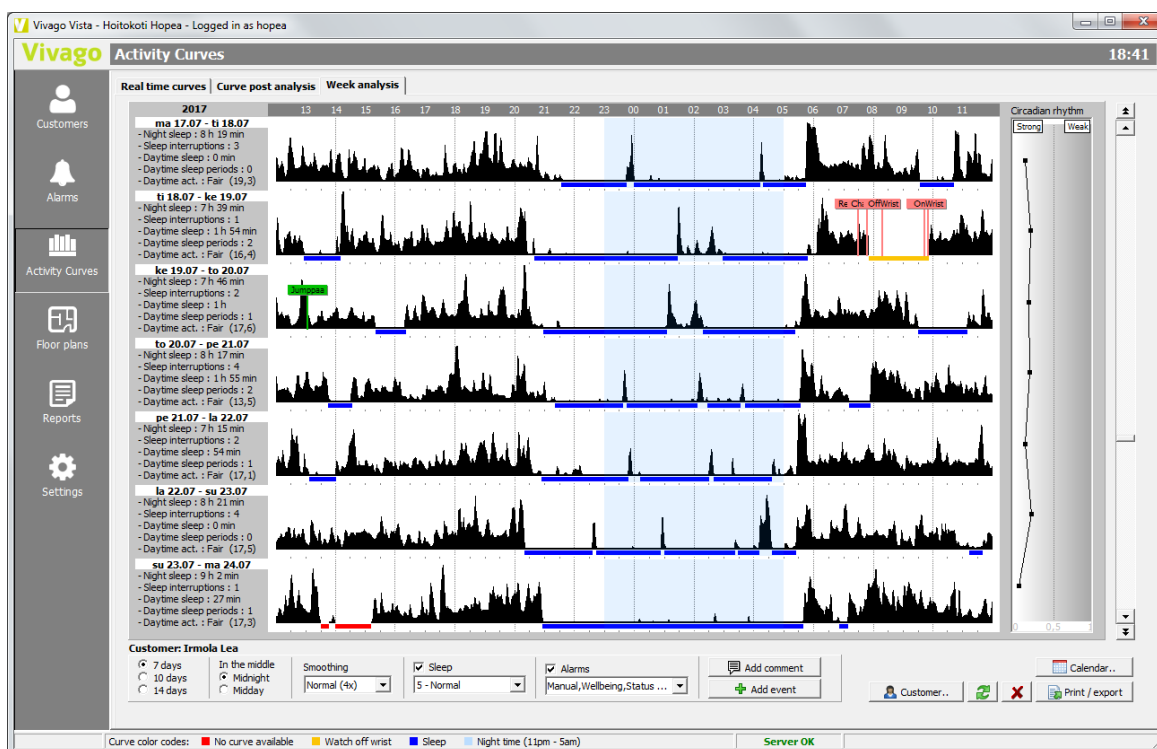 Vivago Vista - Hoitokoti Hopea - Logged in as hopea
Vivago Activity Curves 18:41
Customers
Alarms
Activity Curves
Floor plans
Reports
Settings
Real time curves Curve post analysis Week analysis
2017 13 14 15 16 17 18 19 20 21 22 23 00 01 02 03 04 05 06 07 08 09 10 11 Circadian rhythm
Strong Weak
ma 17.07 - ti 18.07
- Night sleep : 8 h 19 min
- Sleep interruptions : 3
- Daytime sleep : 0 min
- Daytime sleep periods : 0
- Daytime act. : Fair (19,3)
ti 18.07 - ke 19.07
- Night sleep : 7 h 39 min
- Sleep interruptions : 1
- Daytime sleep : 1 h 54 min
- Daytime sleep periods : 2
- Daytime act. : Fair (16,4)
Re Cha OffWrist OnWrist
ke 19.07 - to 20.07
- Night sleep : 7 h 46 min
- Sleep interruptions : 2
- Daytime sleep : 1 h
- Daytime sleep periods : 1
- Daytime act. : Fair (17,6)
Jumppaa
to 20.07 - pe 21.07
- Night sleep : 8 h 17 min
- Sleep interruptions : 4
- Daytime sleep : 1 h 55 min
- Daytime sleep periods : 2
- Daytime act. : Fair (13,5)
pe 21.07 - la 22.07
- Night sleep : 7 h 15 min
- Sleep interruptions : 2
- Daytime sleep : 54 min
- Daytime sleep periods : 1
- Daytime act. : Fair (17,1)
la 22.07 - su 23.07
- Night sleep : 8 h 21 min
- Sleep interruptions : 4
- Daytime sleep : 0 min
- Daytime sleep periods : 0
- Daytime act. : Fair (17,5)
su 23.07 - ma 24.07
- Night sleep : 9 h 2 min
- Sleep interruptions : 1
- Daytime sleep : 27 min
- Daytime sleep periods : 1
- Daytime act. : Fair (17,3)
0 0,5 1
Customer: Irmola Lea
7 days
10 days
14 days
In the middle
Midnight
Midday
Smoothing
Normal (4x)
Sleep
5 - Normal
Alarms
Manual,Wellbeing,Status ...
Add comment
Add event
Calendar..
Customer..
Print / export
Curve color codes: No curve available Watch off wrist Sleep Night time (11pm - 5am) Server OK